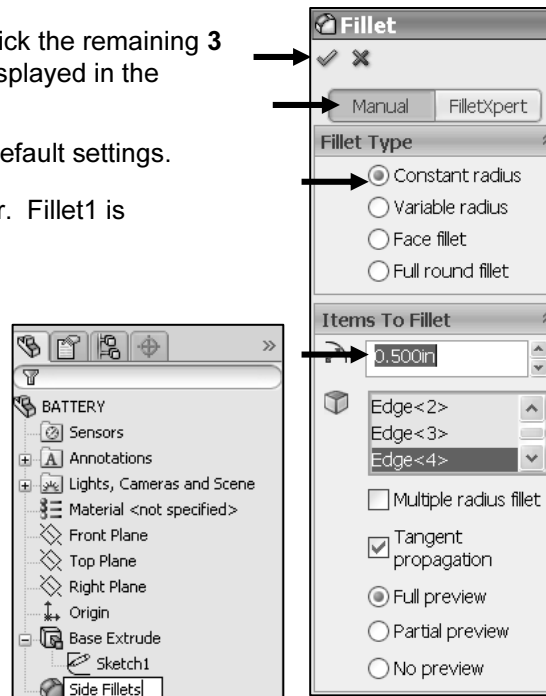 ick the remaining 3
splayed in the
efault settings.
r. Fillet1 is
Fillet
Manual FilletXpert
Fillet Type
Constant radius
Variable radius
Face fillet
Full round fillet
Items To Fillet
0.500in
Edge<2>
Edge<3>
Edge<4>
Multiple radius fillet
Tangent
propagation
Full preview
Partial preview
No preview
BATTERY
Sensors
A Annotations
Lights, Cameras and Scene
Material <not specified>
Front Plane
Top Plane
Right Plane
Origin
Base Extrude
Sketch1
Side Fillets